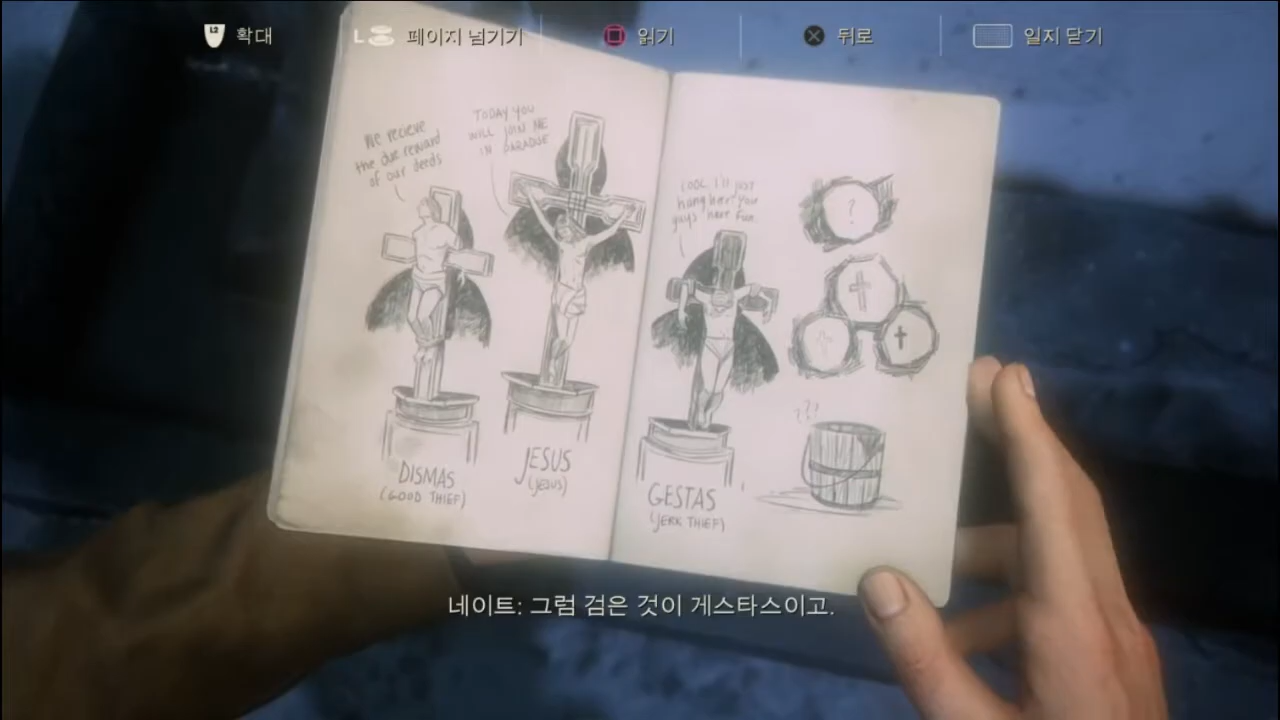 L2 확대
L 페이지 넘기기
읽기
뒤로
일지 닫기
We recieve
the due reward
of our deeds
TODAY YOU
WILL JOIN ME
IN PARADISE
COOL. I'll just
hang here. You
guys have fun.
?
DISMAS
(GOOD THIEF)
JESUS
(JESUS)
GESTAS
(JERK THIEF)
???
네이트: 그럼 검은 것이 게스타스이고.